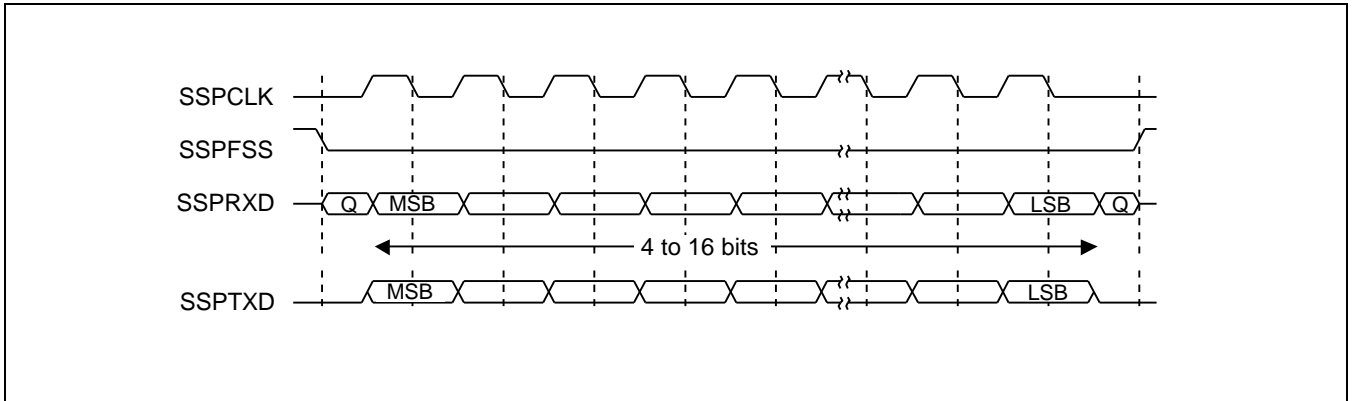 SSPCLK
SSPFSS
SSPRXD Q MSB LSB Q
4 to 16 bits
SSPTXD MSB LSB